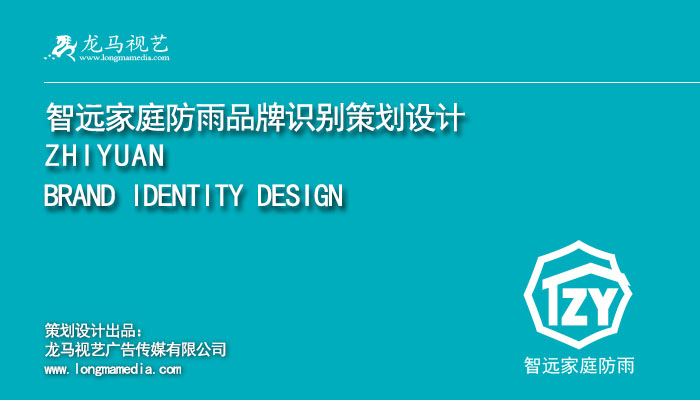 龙马视艺
www.longmamedia.com
智远家庭防雨品牌识别策划设计
ZHIYUAN
BRAND IDENTITY DESIGN
ZY
智远家庭防雨
策划设计出品：
龙马视艺广告传媒有限公司
www.longmamedia.com